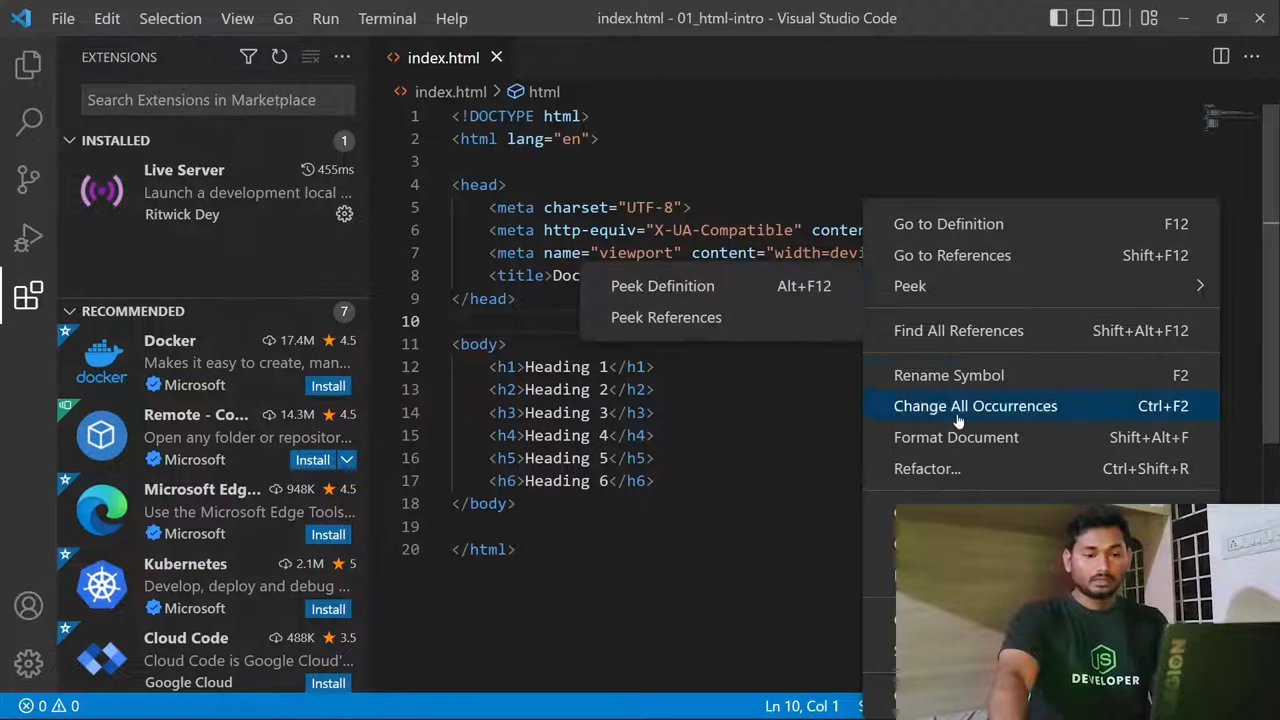 File Edit Selection View Go Run Terminal Help index.html - 01_html-intro - Visual Studio Code
EXTENSIONS
Search Extensions in Marketplace
INSTALLED 1
Live Server 455ms
Launch a development local ...
Ritwick Dey
RECOMMENDED 7
Docker 17.4M 4.5
Makes it easy to create, man...
docker
Microsoft Install
Remote - Co... 14.3M 4.5
Open any folder or repositor...
Microsoft Install
Microsoft Edg... 948K 4.5
Use the Microsoft Edge Tools...
Microsoft Install
Kubernetes 2.1M 5
Develop, deploy and debug ...
Microsoft Install
Cloud Code 488K 3.5
Cloud Code is Google Cloud'...
Google Cloud Install
index.html
index.html > html
1 <!DOCTYPE html>
2 <html lang="en">
3
4 <head>
5 <meta charset="UTF-8">
6 <meta http-equiv="X-UA-Compatible" conten
7 <meta name="viewport" content="width=devi
8 <title>Doc
9 </head>
10
11 <body>
12 <h1>Heading 1</h1>
13 <h2>Heading 2</h2>
14 <h3>Heading 3</h3>
15 <h4>Heading 4</h4>
16 <h5>Heading 5</h5>
17 <h6>Heading 6</h6>
18 </body>
19
20 </html>
Peek Definition Alt+F12
Peek References
Go to Definition F12
Go to References Shift+F12
Peek
Find All References Shift+Alt+F12
Rename Symbol F2
Change All Occurrences Ctrl+F2
Format Document Shift+Alt+F
Refactor... Ctrl+Shift+R
JS
DEVELOPER
LEGION
0 0 Ln 10, Col 1